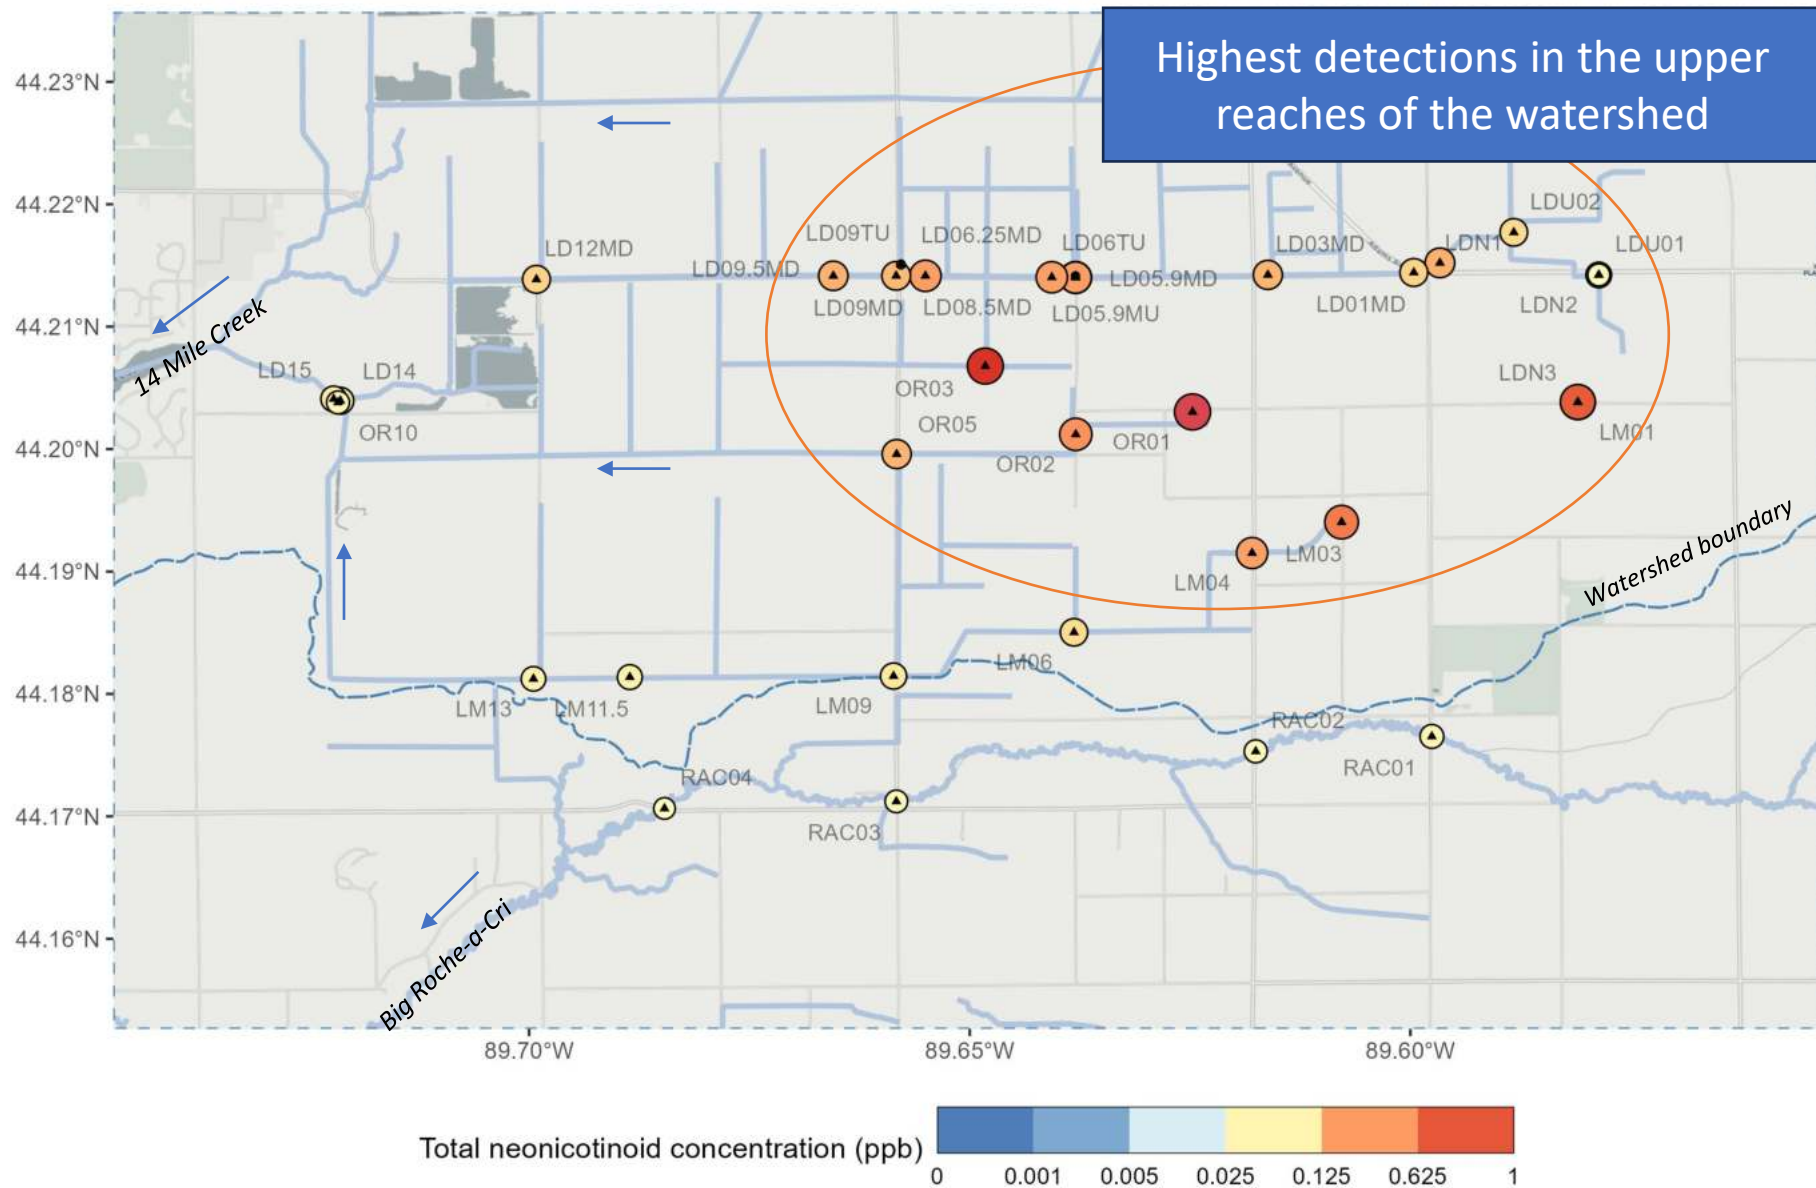 Highest detections in the upper
reaches of the watershed
44.23°N
44.22°N
44.21°N
44.20°N
44.19°N
44.18°N
44.17°N
44.16°N
LDU02
LD12MD
LD09TU
LD06.25MD
LD06TU
LD03MD
LDN1
LDU01
LD09.5MD
LD05.9MD
LD09MD
LD08.5MD
LD05.9MU
LD01MD
LDN2
14 Mile Creek
LD15
LD14
OR03
LDN3
OR10
OR05
OR01
LM01
OR02
LM03
LM04
Watershed boundary
LM06
LM13
LM11.5
LM09
RAC02
RAC01
RAC04
RAC03
Big Roche-a-Cri
89.70°W
89.65°W
89.60°W
Total neonicotinoid concentration (ppb)
0
0.001
0.005
0.025
0.125
0.625
1